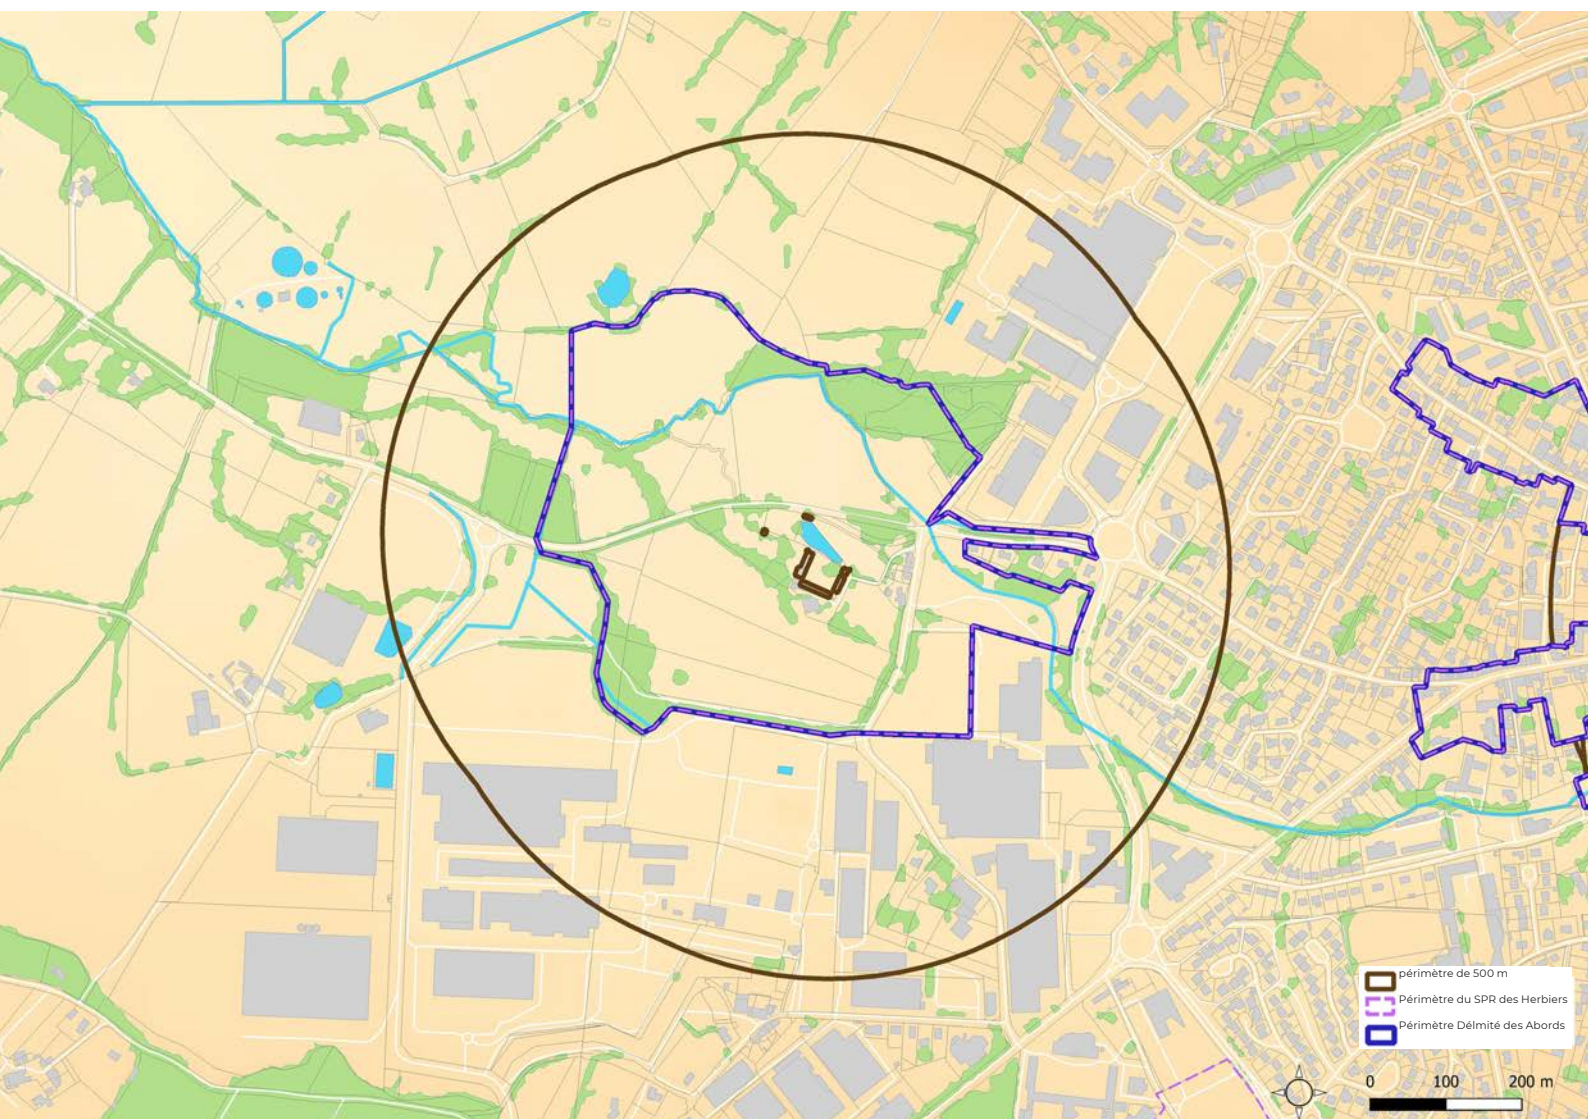 périmètre de 500 m
Périmètre du SPR des Herbiers
Périmètre Délmité des Abords
0 100 200 m